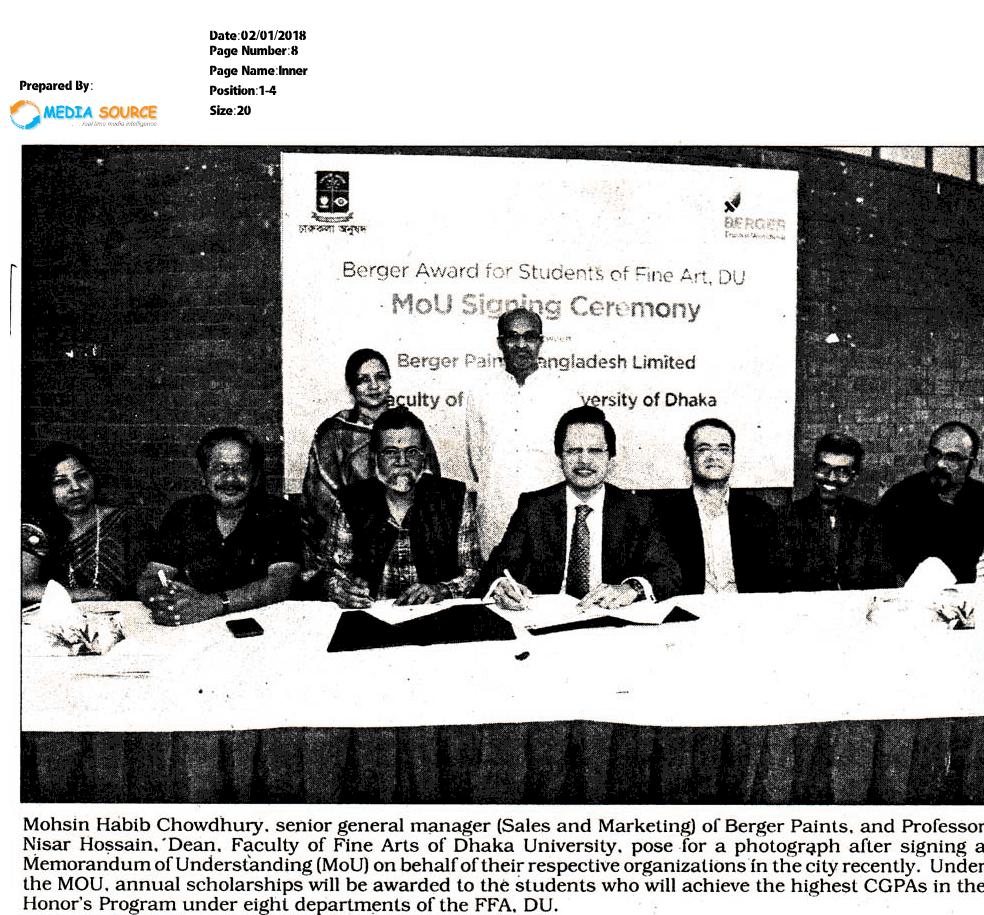 Date:02/01/2018
Page Number:8
Page Name:Inner
Prepared By:
Position:1-4
MEDIA SOURCE
real time media intelligence
Size:20
চারুকলা অনুষদ
BERGER
Berger Award for Students of Fine Art, DU
MoU Signing Ceremony
Berger Pain angladesh Limited
aculty of versity of Dhaka
Mohsin Habib Chowdhury, senior general manager (Sales and Marketing) of Berger Paints, and Professor
Nisar Hossain, Dean, Faculty of Fine Arts of Dhaka University, pose for a photograph after signing a
Memorandum of Understanding (MoU) on behalf of their respective organizations in the city recently. Under
the MOU, annual scholarships will be awarded to the students who will achieve the highest CGPAs in the
Honor's Program under eight departments of the FFA, DU.